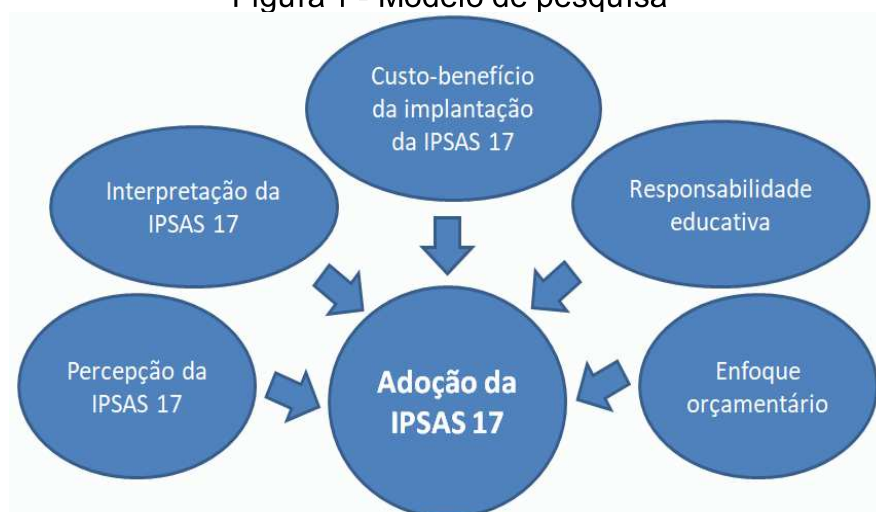 Figura 1 - Modelo de pesquisa
Custo-benefício
da implantação
da IPSAS 17
Interpretação da
IPSAS 17
Responsabilidade
educativa
Percepção da
IPSAS 17
Adoção da
IPSAS 17
Enfoque
orçamentário